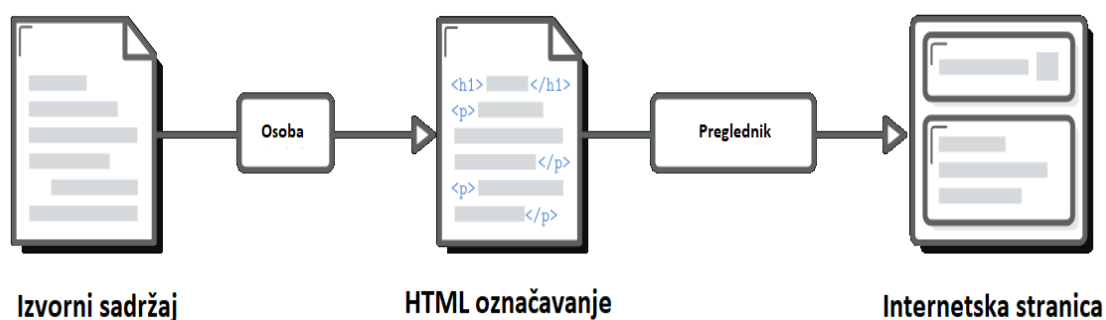 <h1> </h1>
<p>
</p>
<p>
</p>
Osoba
Preglednik
Izvorni sadržaj
HTML označavanje
Internetska stranica